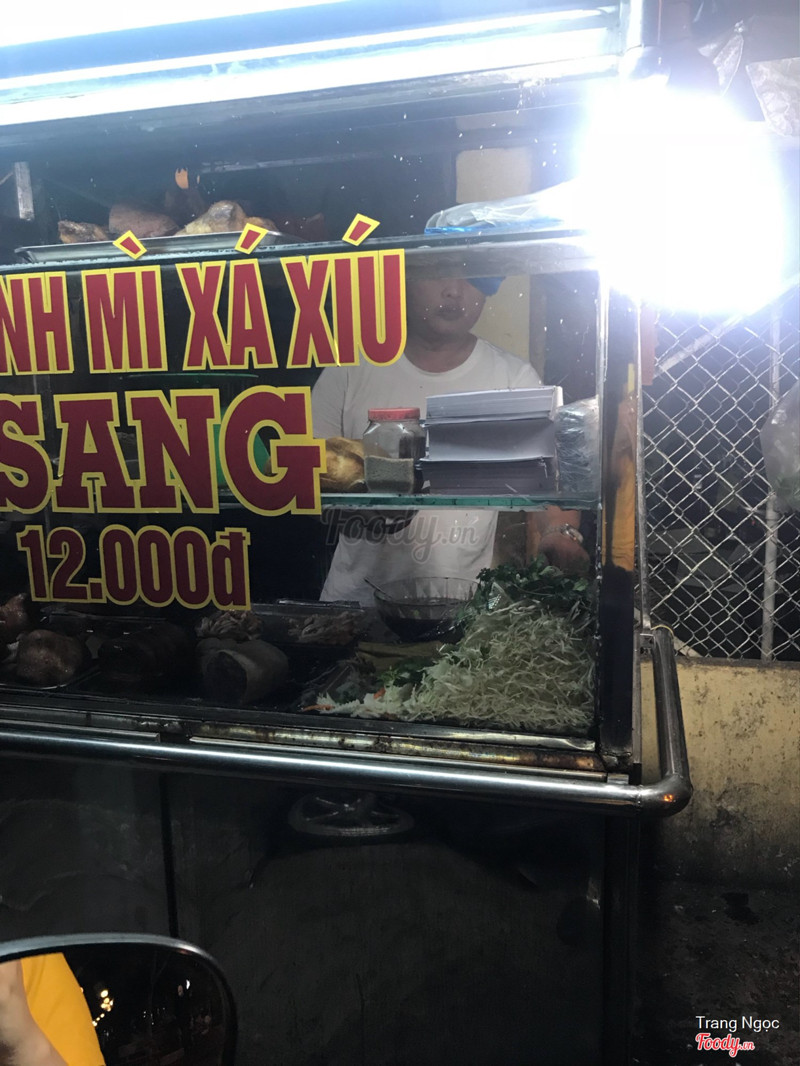 NH MÌ XÁ XÍU
SANG
12.000đ
Foody.vn
Trang Ngọc
Foody.vn